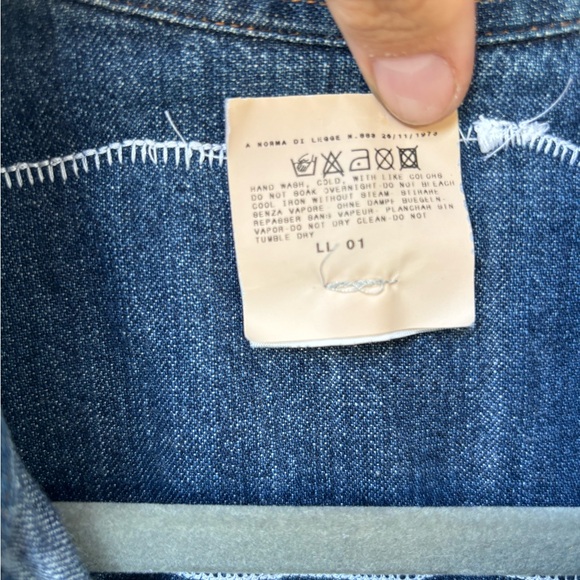 A NORMA DI LEGGE N.883 26/11/1973
HAND WASH, COLD, WITH LIKE COLORS
DO NOT SOAK OVERNIGHT-DO NOT BLEACH
COOL IRON WITHOUT STEAM. STIRARE
SENZA VAPORE. OHNE DAMPF BUEGELN.
REPASSER SANS VAPEUR. PLANCHAR SIN
VAPOR-DO NOT DRY CLEAN-DO NOT
TUMBLE DRY
LL 01